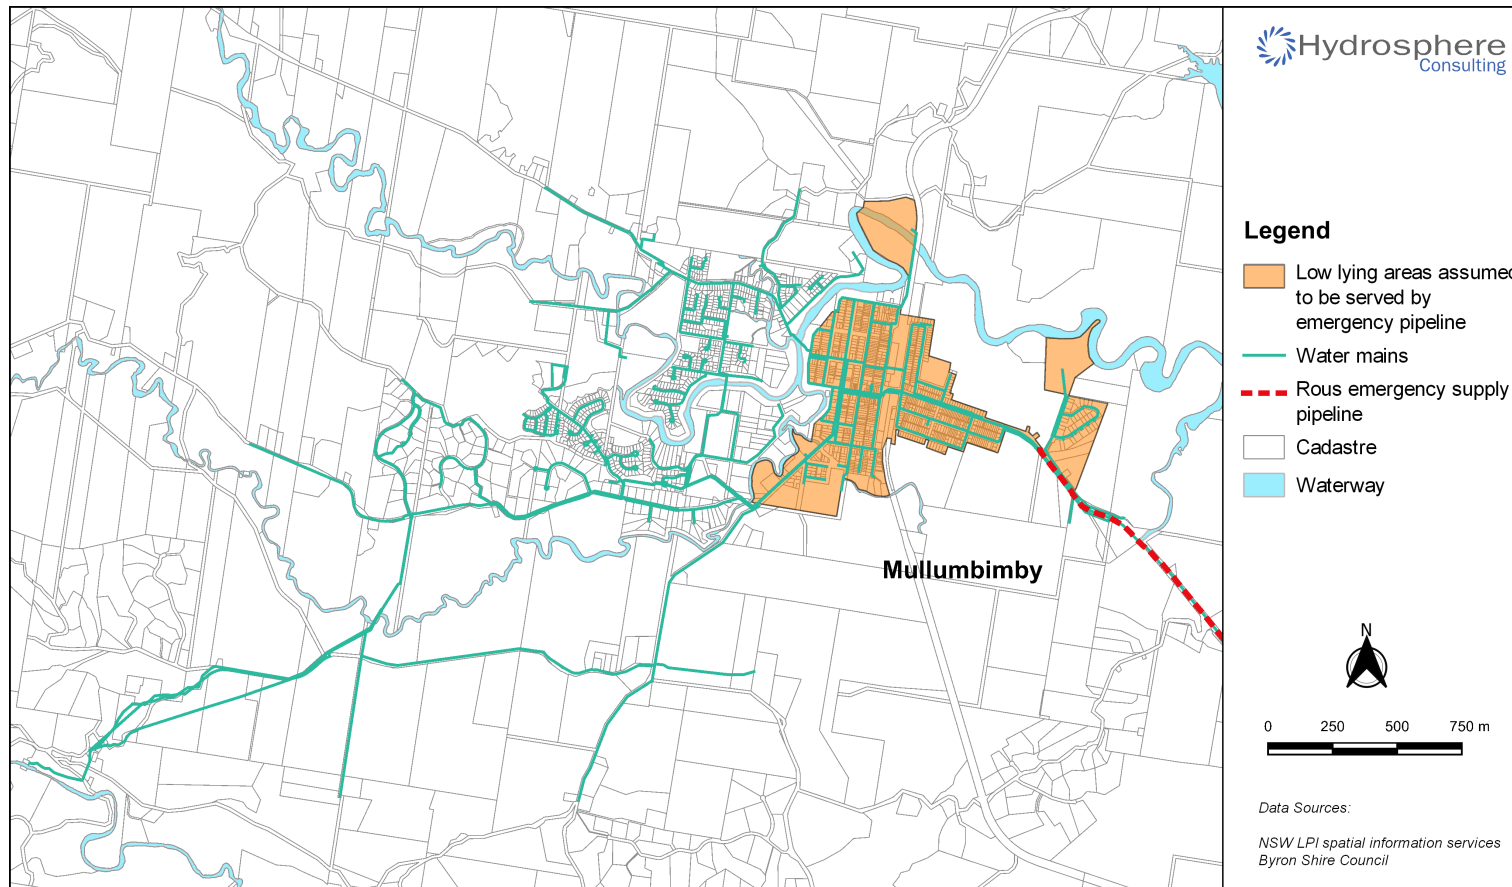 Hydrosphere
Consulting
Legend
Low lying areas assumed
to be served by
emergency pipeline
Water mains
Rous emergency supply
pipeline
Cadastre
Waterway
Mullumbimby
N
0 250 500 750 m
Data Sources:
NSW LPI spatial information services
Byron Shire Council